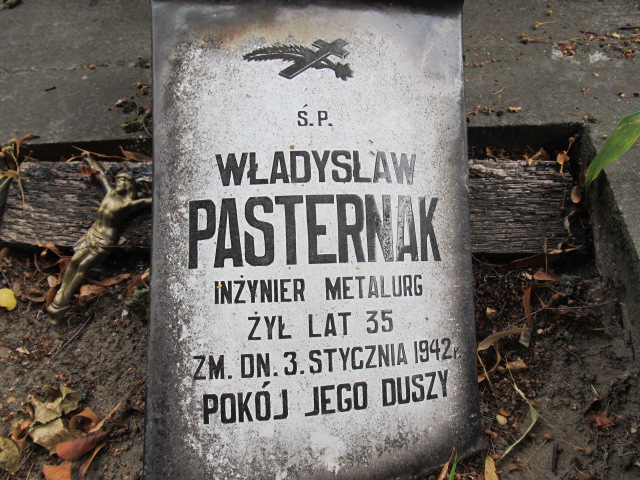 Ś.P.
WŁADYSŁAW
PASTERNAK
INŻYNIER METALURG
ŻYŁ LAT 35
ZM. DN. 3. STYCZNIA 1942 r.
POKÓJ JEGO DUSZY